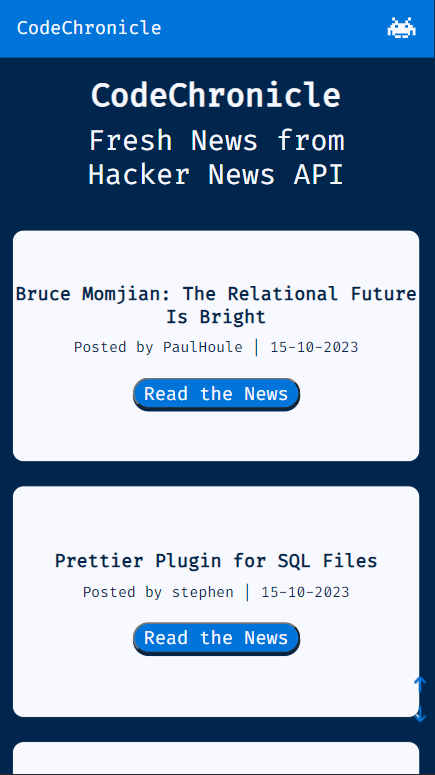 CodeChronicle
CodeChronicle
Fresh News from
Hacker News API
Bruce Momjian: The Relational Future
Is Bright
Posted by PaulHoule | 15-10-2023
Read the News
Prettier Plugin for SQL Files
Posted by stephen | 15-10-2023
Read the News